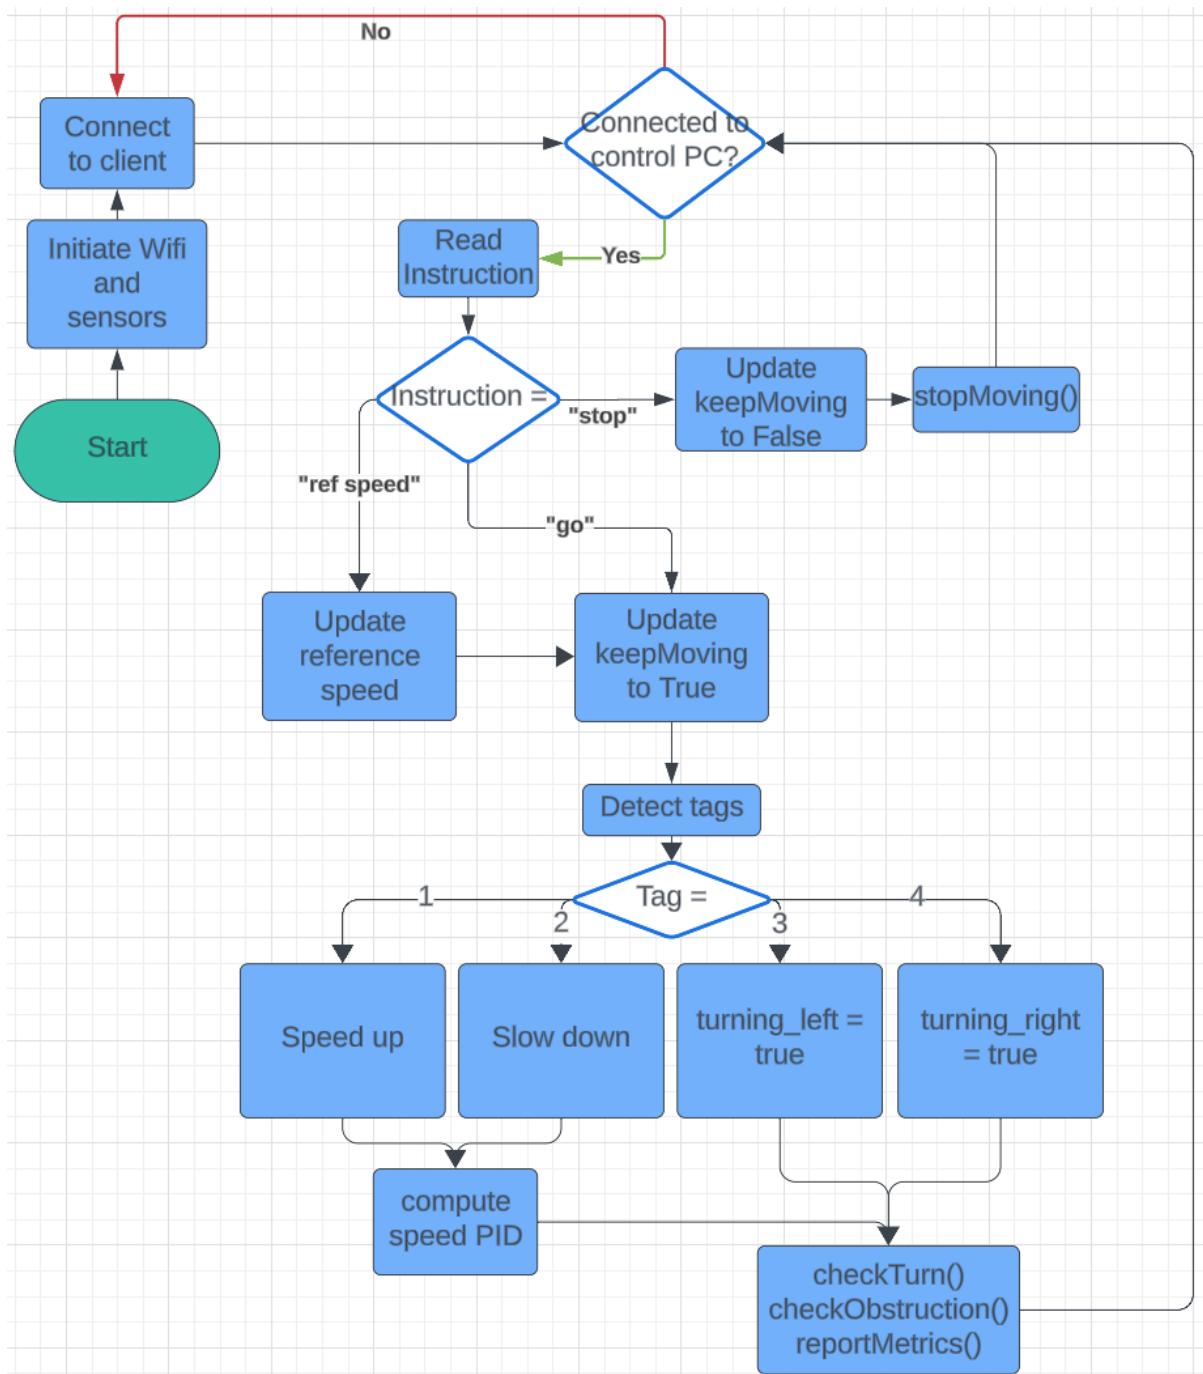 No
Connect
to client
Connected to
control PC?
Initiate Wifi
and
sensors
Read
Instruction
Yes
Start
Instruction =
"stop"
Update
keepMoving
to False
stopMoving()
"ref speed"
"go"
Update
reference
speed
Update
keepMoving
to True
Detect tags
Tag =
1
2
3
4
Speed up
Slow down
turning_left =
true
turning_right
= true
compute
speed PID
checkTurn()
checkObstruction()
reportMetrics()